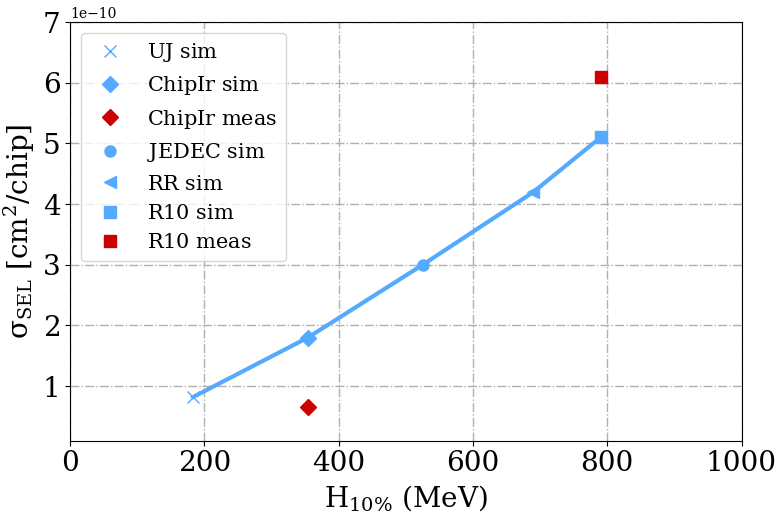 1e−10
7
6
5
4
3
2
1
σSEL [cm²/chip]
UJ sim
ChipIr sim
ChipIr meas
JEDEC sim
RR sim
R10 sim
R10 meas
0 200 400 600 800 1000
H10% (MeV)